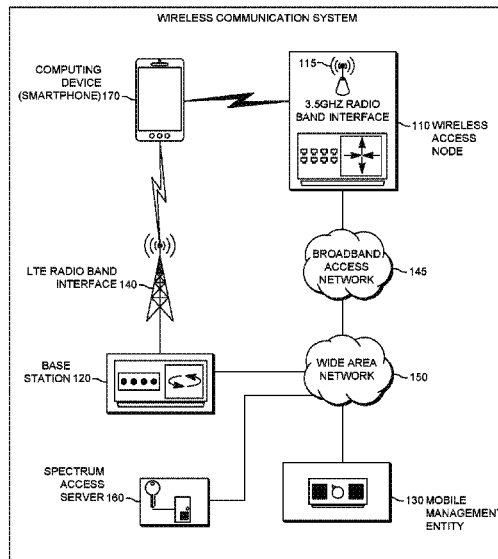 WIRELESS COMMUNICATION SYSTEM
COMPUTING
DEVICE
(SMARTPHONE) 170
115
3.5GHZ RADIO
BAND INTERFACE
110 WIRELESS
ACCESS
NODE
BROADBAND
ACCESS
NETWORK
145
LTE RADIO BAND
INTERFACE 140
BASE
STATION 120
WIDE AREA
NETWORK
150
SPECTRUM
ACCESS
SERVER 160
130 MOBILE
MANAGEMENT
ENTITY